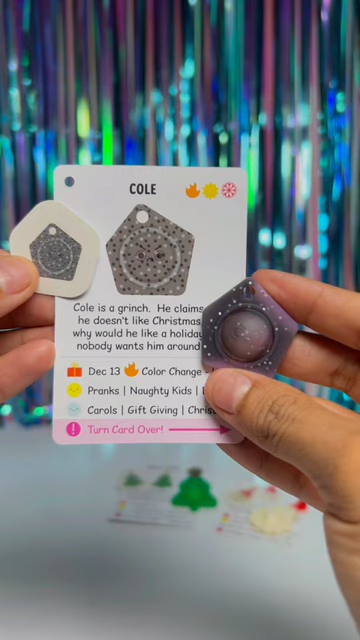 COLE
Cole is a grinch. He claims
he doesn't like Christmas
why would he like a holiday
nobody wants him around
Dec 13 Color Change
Pranks | Naughty Kids |
Carols | Gift Giving |
Turn Card Over!